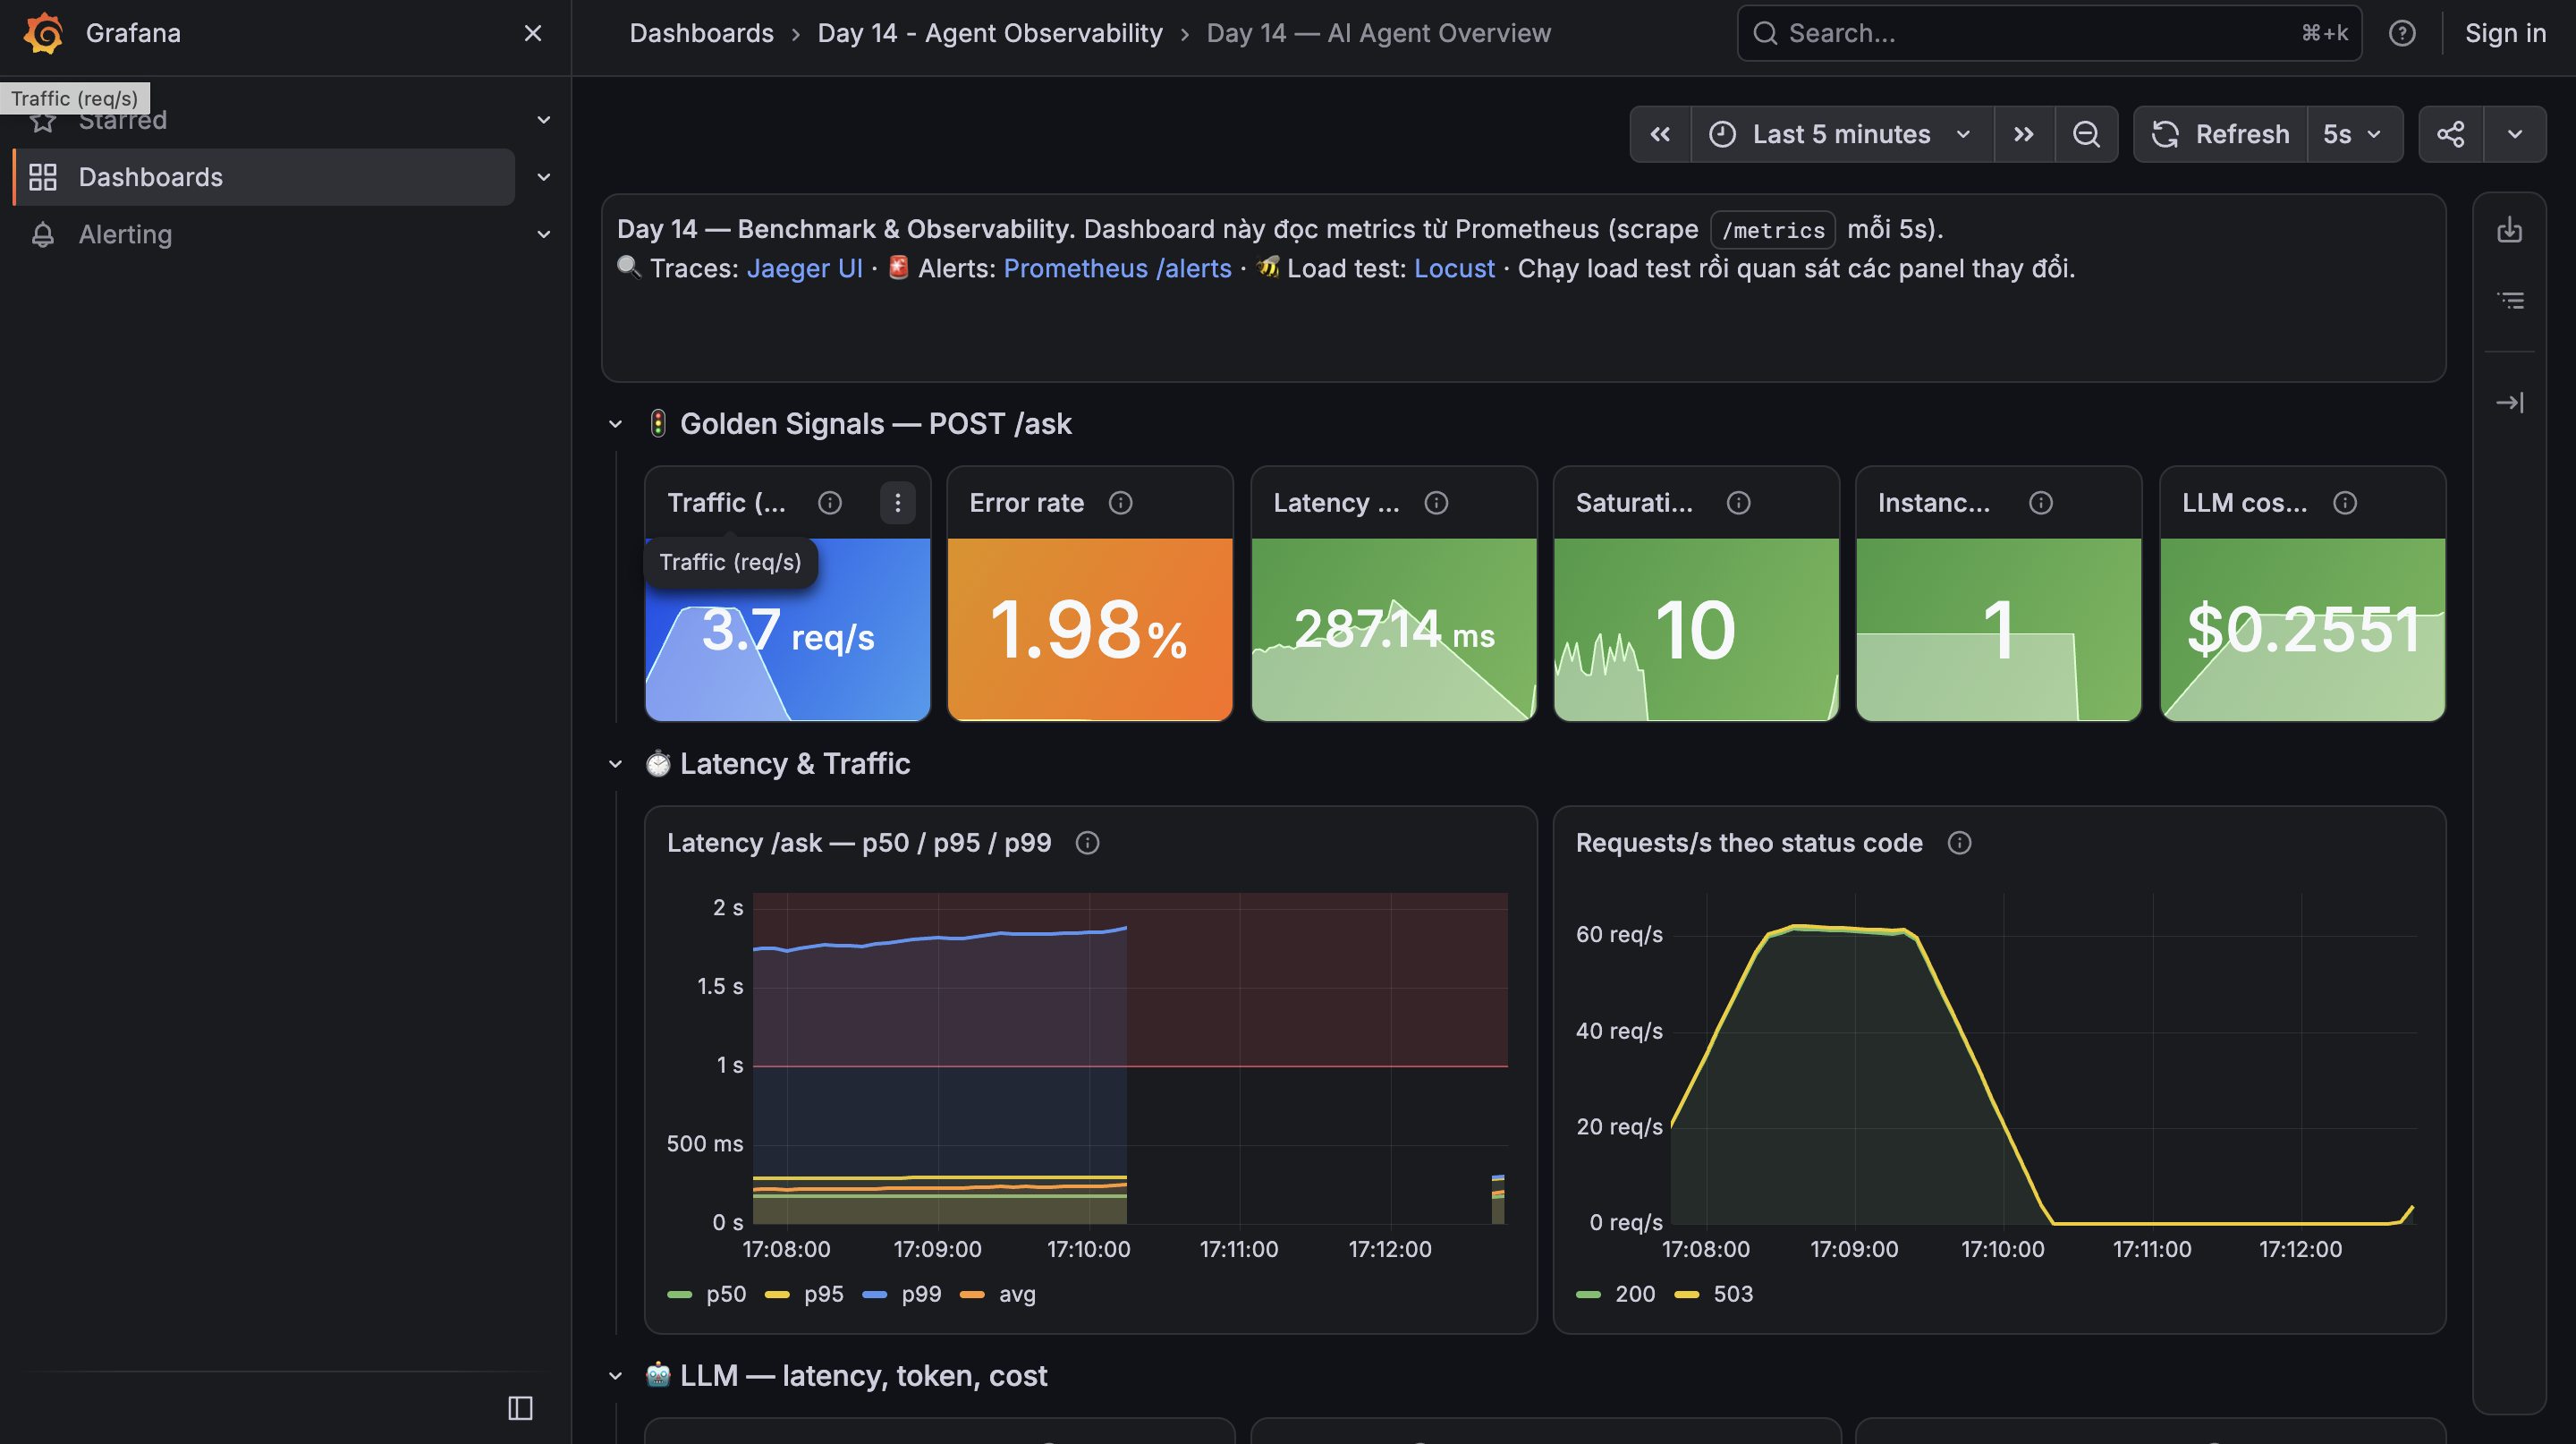 Grafana
Dashboards › Day 14 - Agent Observability › Day 14 — AI Agent Overview
Search...
⌘+k
Sign in
Traffic (req/s)
Starred
Dashboards
Alerting
Last 5 minutes
Refresh
5s
Day 14 — Benchmark & Observability. Dashboard này đọc metrics từ Prometheus (scrape /metrics mỗi 5s).
🔍 Traces: Jaeger UI · 🚨 Alerts: Prometheus /alerts · 🐝 Load test: Locust · Chạy load test rồi quan sát các panel thay đổi.
🚦 Golden Signals — POST /ask
Traffic (...
Error rate
Latency ...
Saturati...
Instanc...
LLM cos...
Traffic (req/s)
3.7 req/s
1.98%
287.14 ms
10
1
$0.2551
⏱️ Latency & Traffic
Latency /ask — p50 / p95 / p99
2 s
1.5 s
1 s
500 ms
0 s
17:08:00
17:09:00
17:10:00
17:11:00
17:12:00
p50
p95
p99
avg
Requests/s theo status code
60 req/s
40 req/s
20 req/s
0 req/s
17:08:00
17:09:00
17:10:00
17:11:00
17:12:00
200
503
🤖 LLM — latency, token, cost